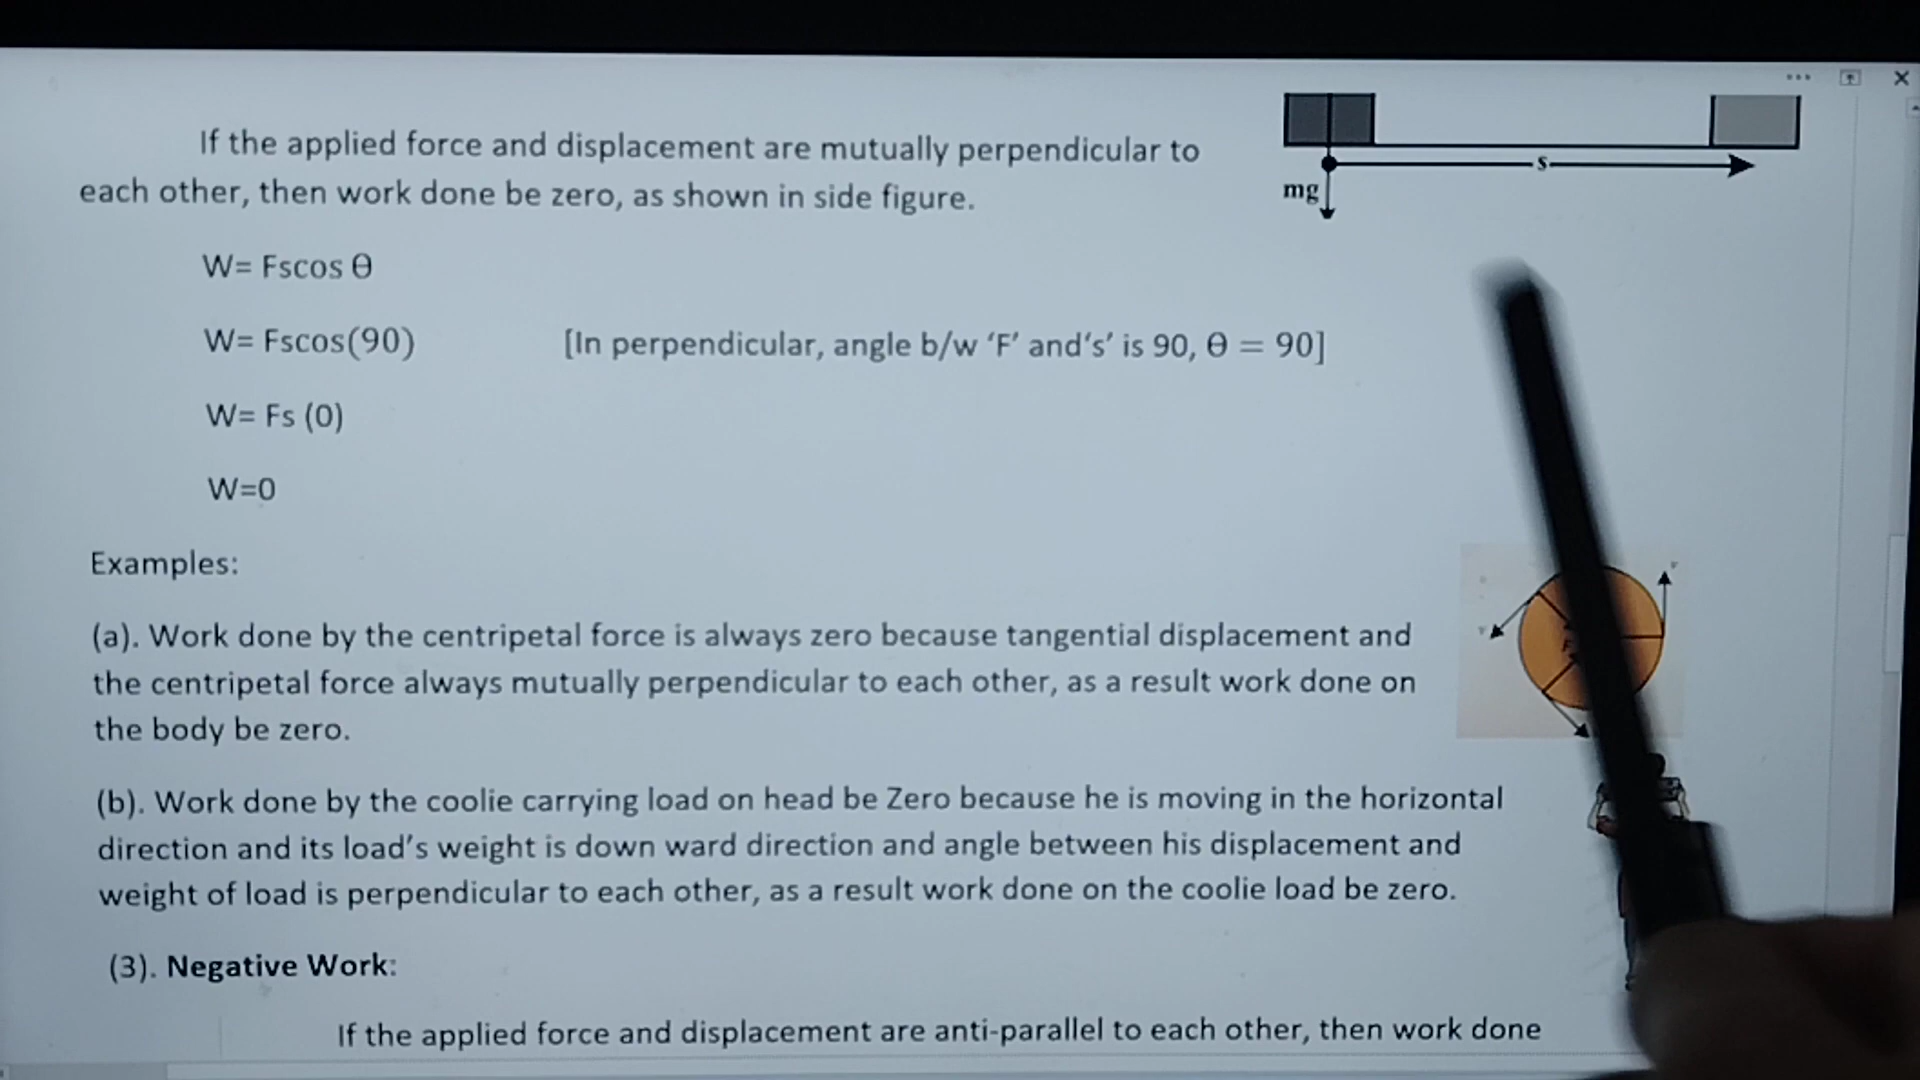 If the applied force and displacement are mutually perpendicular to
each other, then work done be zero, as shown in side figure.
s
mg
W= Fscos θ
W= Fscos(90) [In perpendicular, angle b/w ‘F’ and‘s’ is 90, θ = 90]
W= Fs (0)
W=0
Examples:
(a). Work done by the centripetal force is always zero because tangential displacement and
the centripetal force always mutually perpendicular to each other, as a result work done on
the body be zero.
(b). Work done by the coolie carrying load on head be Zero because he is moving in the horizontal
direction and its load’s weight is down ward direction and angle between his displacement and
weight of load is perpendicular to each other, as a result work done on the coolie load be zero.
(3). Negative Work:
If the applied force and displacement are anti-parallel to each other, then work done